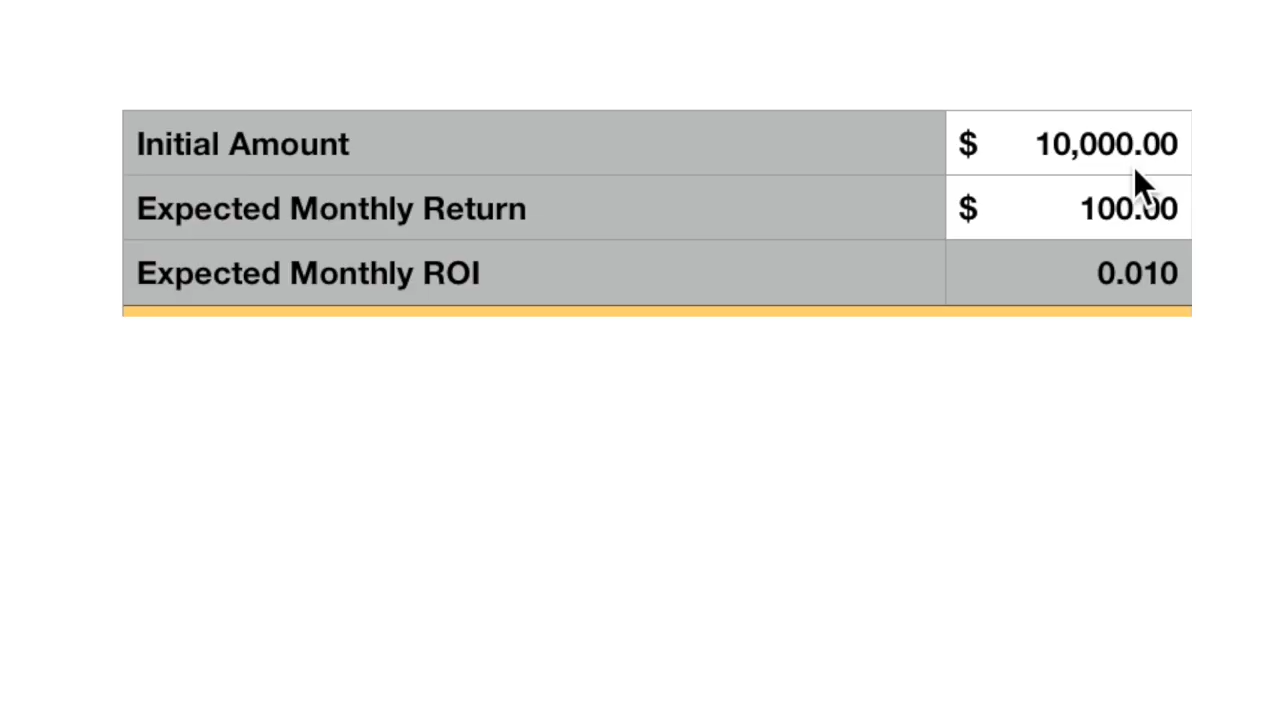 Initial Amount $ 10,000.00
Expected Monthly Return $ 100.00
Expected Monthly ROI 0.010